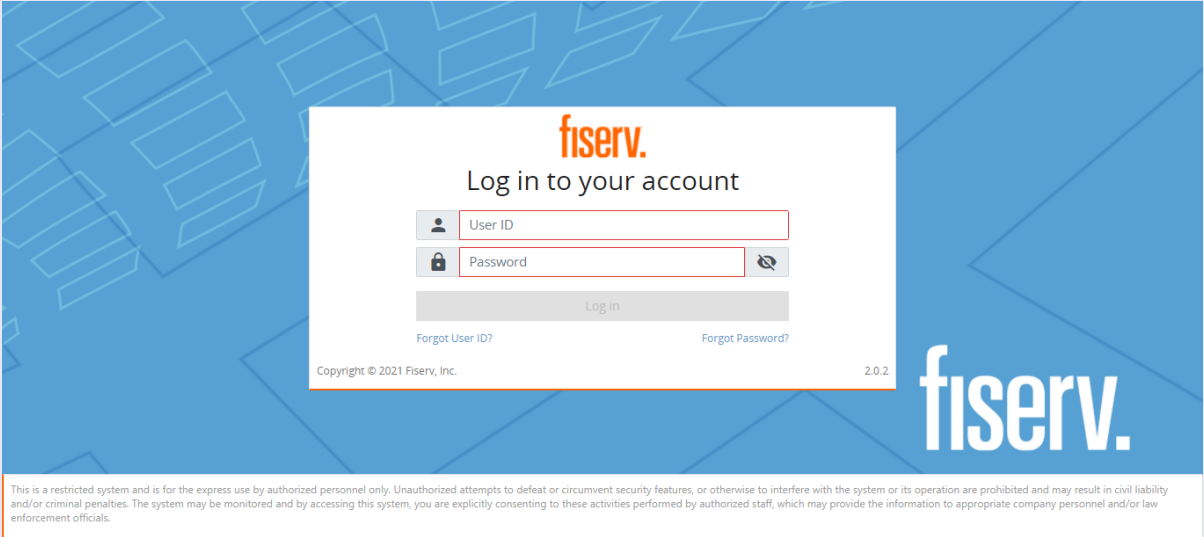 fiserv.
Log in to your account
User ID
Password
Log in
Forgot User ID? Forgot Password?
Copyright © 2021 Fiserv, Inc. 2.0.2
fiserv.
This is a restricted system and is for the express use by authorized personnel only. Unauthorized attempts to defeat or circumvent security features, or otherwise to interfere with the system or its operation are prohibited and may result in civil liability
and/or criminal penalties. The system may be monitored and by accessing this system, you are explicitly consenting to these activities performed by authorized staff, which may provide the information to appropriate company personnel and/or law
enforcement officials.